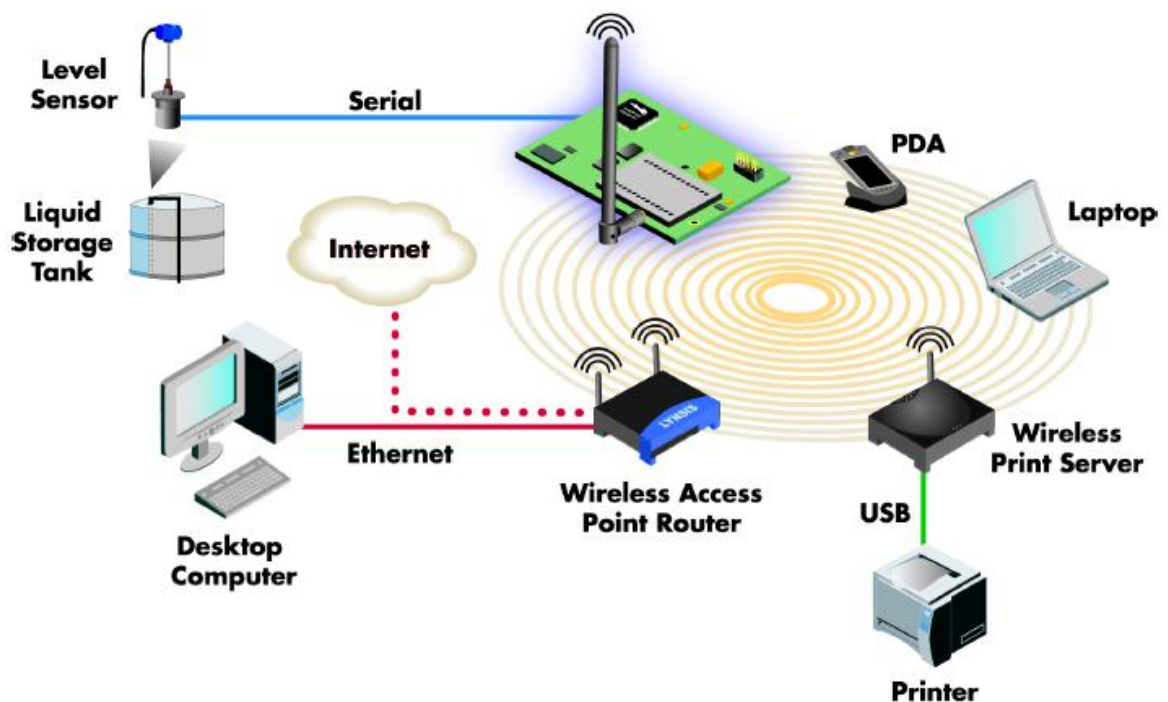 Level
Sensor
Serial
PDA
Laptop
Liquid
Storage
Tank
Internet
LYNSIS
Ethernet
Wireless
Print Server
Wireless Access
Point Router
USB
Desktop
Computer
Printer